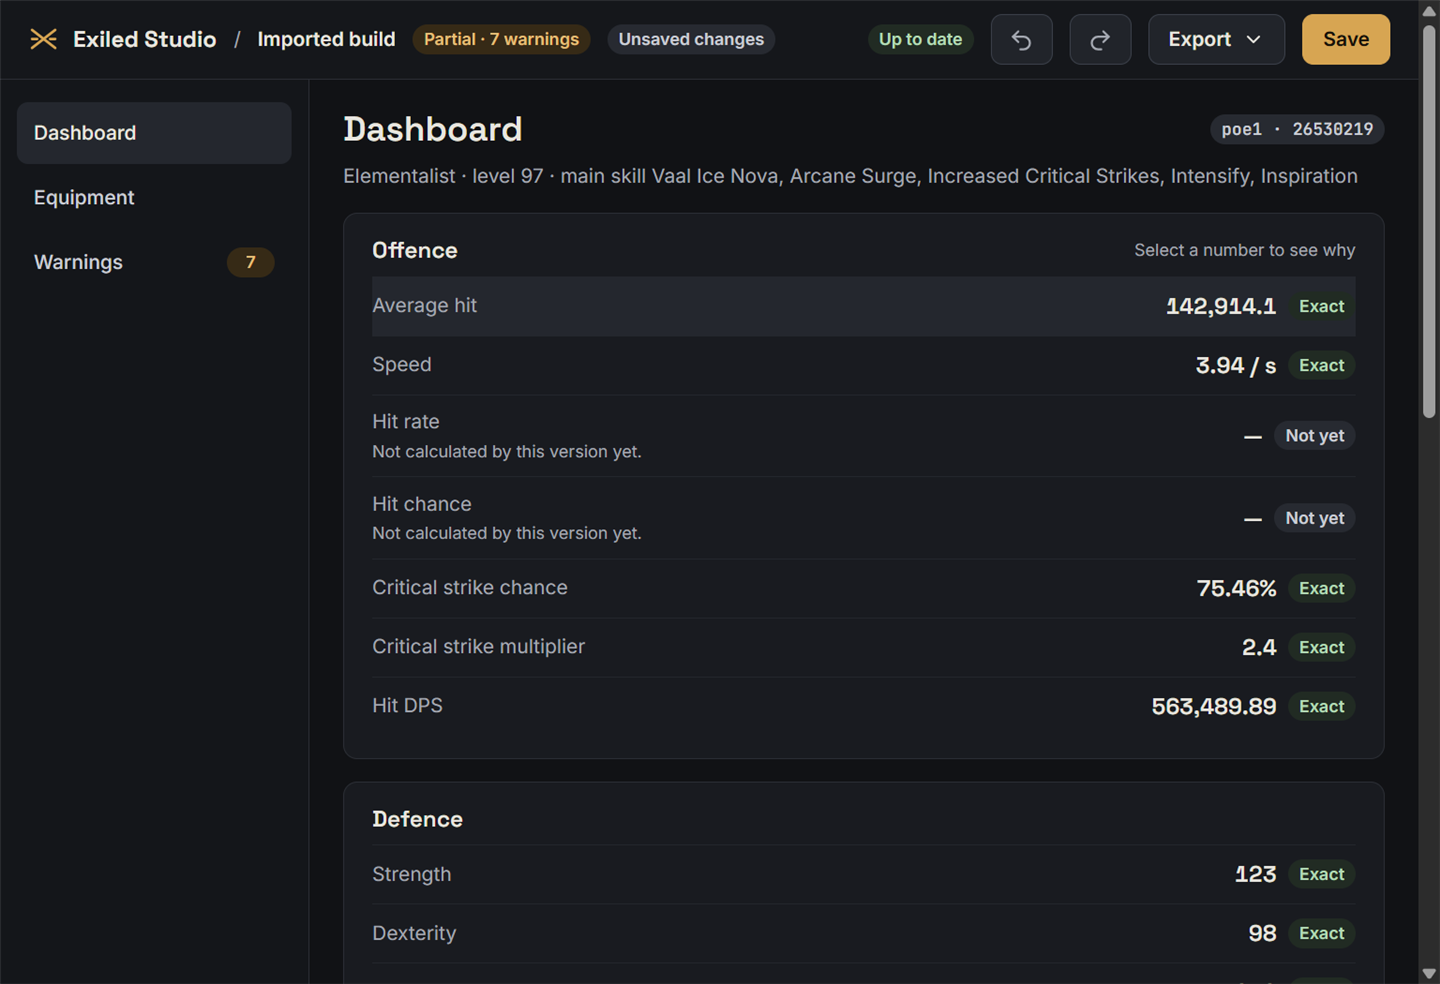 Exiled Studio / Imported build Partial · 7 warnings Unsaved changes Up to date Export Save
Dashboard
Equipment
Warnings 7
Dashboard poe1 · 26530219
Elementalist · level 97 · main skill Vaal Ice Nova, Arcane Surge, Increased Critical Strikes, Intensify, Inspiration
Offence Select a number to see why
Average hit 142,914.1 Exact
Speed 3.94 / s Exact
Hit rate — Not yet
Not calculated by this version yet.
Hit chance — Not yet
Not calculated by this version yet.
Critical strike chance 75.46% Exact
Critical strike multiplier 2.4 Exact
Hit DPS 563,489.89 Exact
Defence
Strength 123 Exact
Dexterity 98 Exact